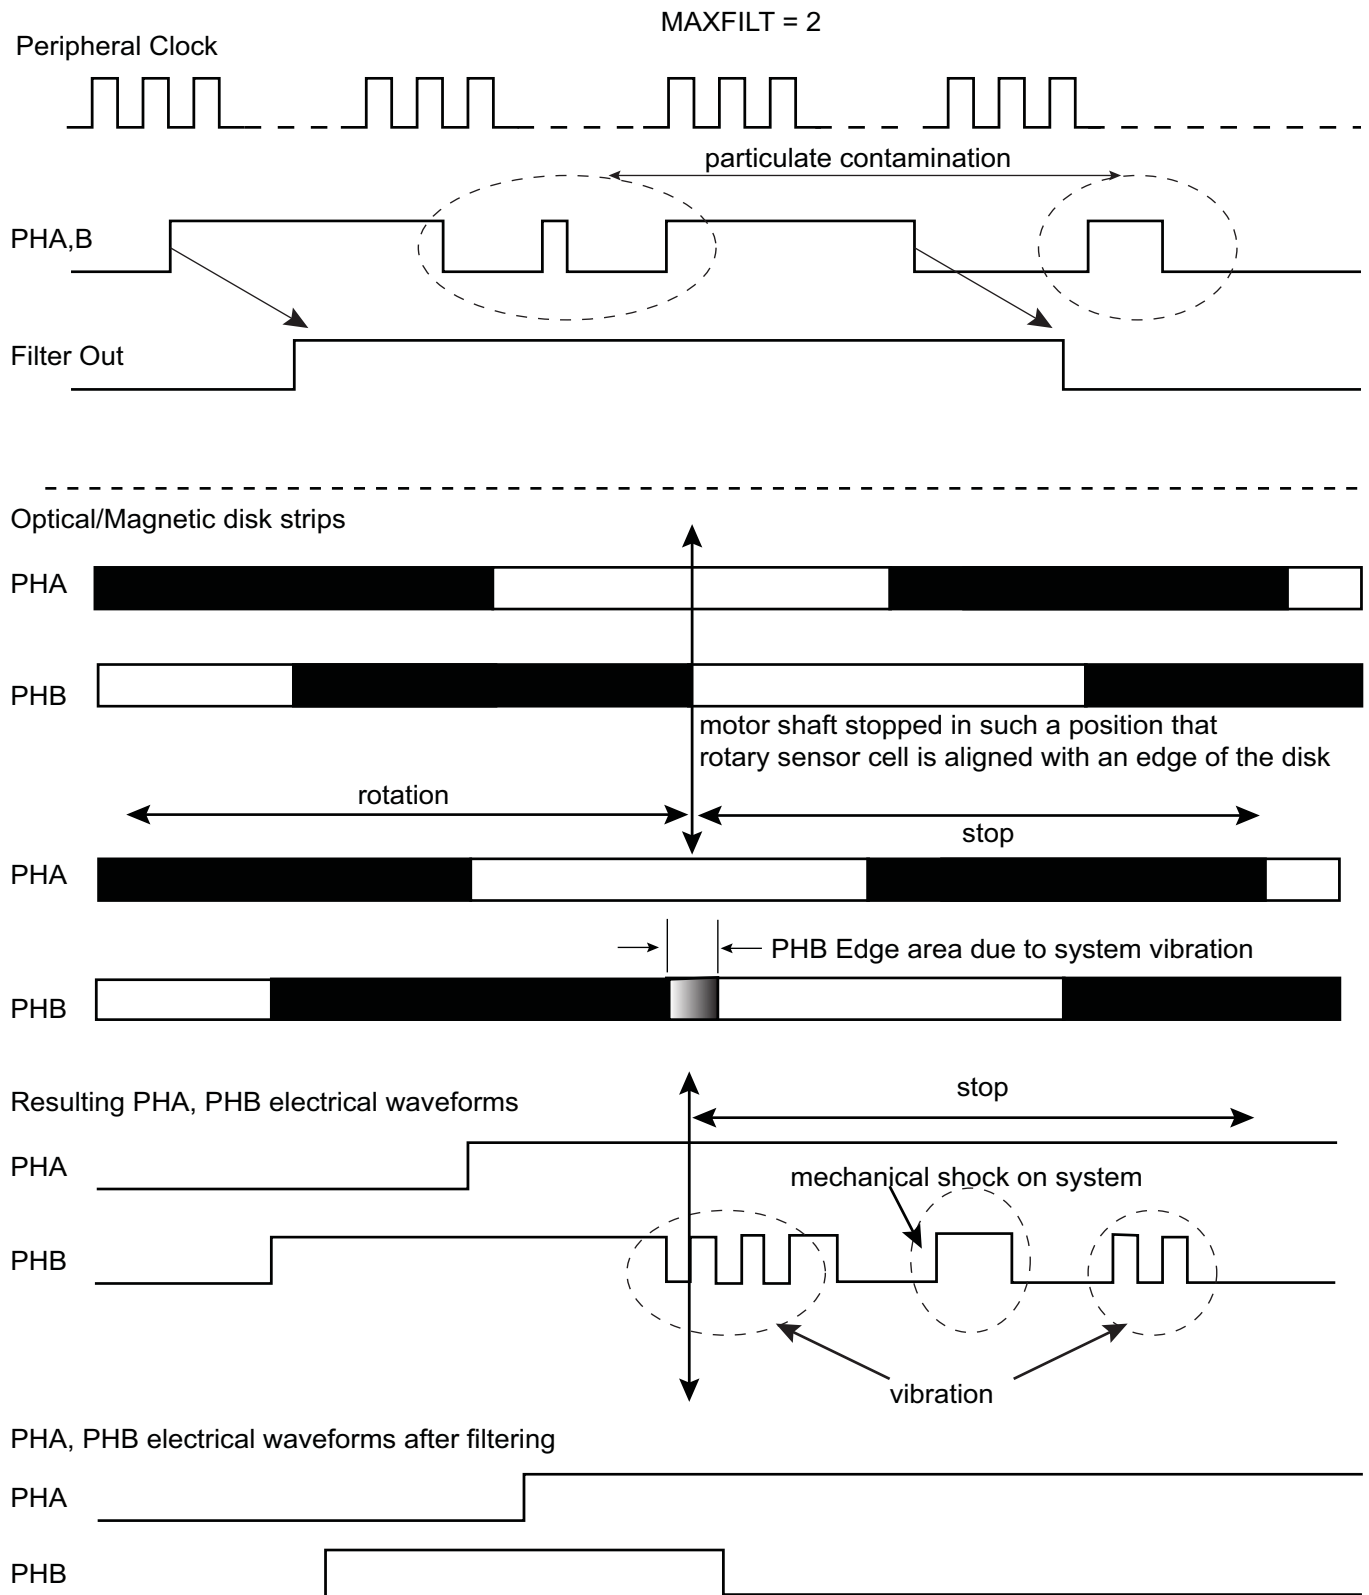 MAXFILT = 2
Peripheral Clock
particulate contamination
PHA,B
Filter Out
Optical/Magnetic disk strips
PHA
PHB
motor shaft stopped in such a position that
rotary sensor cell is aligned with an edge of the disk
rotation
stop
PHA
PHB Edge area due to system vibration
PHB
Resulting PHA, PHB electrical waveforms
stop
PHA
mechanical shock on system
PHB
vibration
PHA, PHB electrical waveforms after filtering
PHA
PHB